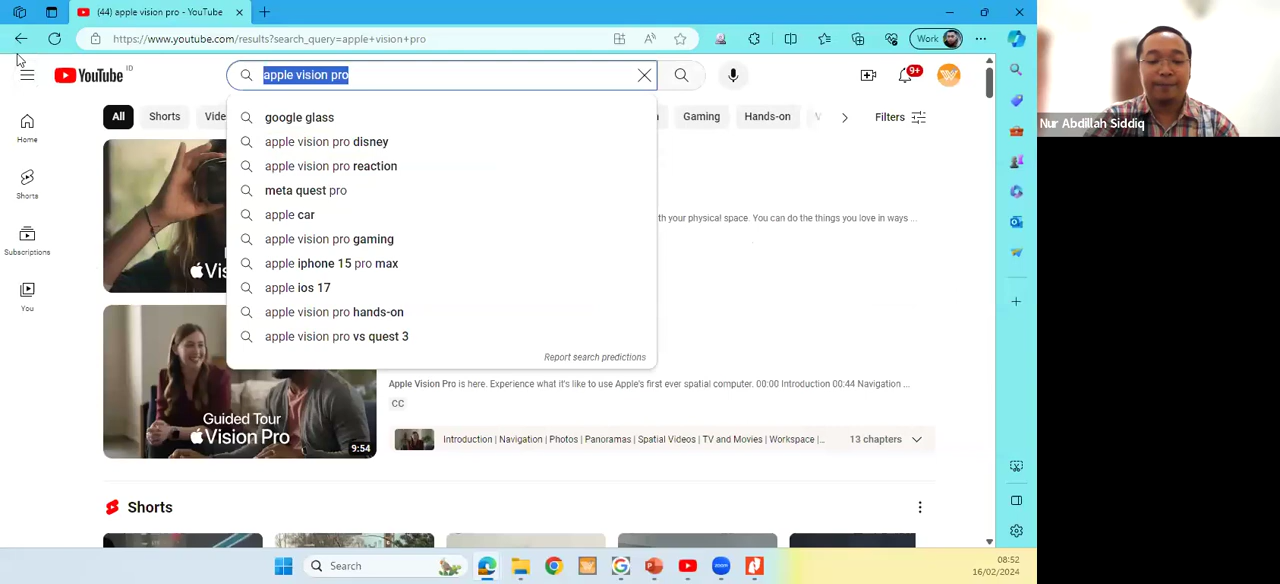 (44) apple vision pro - YouTube
https://www.youtube.com/results?search_query=apple+vision+pro
Work
YouTube ID
apple vision pro
9+
All
Shorts
Vide
Gaming
Hands-on
Filters
google glass
apple vision pro disney
apple vision pro reaction
meta quest pro
apple car
apple vision pro gaming
apple iphone 15 pro max
apple ios 17
apple vision pro hands-on
apple vision pro vs quest 3
Report search predictions
Home
Shorts
Subscriptions
You
Vis
th your physical space. You can do the things you love in ways ...
Guided Tour
Vision Pro
9:54
Apple Vision Pro is here. Experience what it's like to use Apple's first ever spatial computer. 00:00 Introduction 00:44 Navigation ...
CC
Introduction | Navigation | Photos | Panoramas | Spatial Videos | TV and Movies | Workspace |...
13 chapters
Shorts
Search
08:52
16/02/2024
Nur Abdillah Siddiq